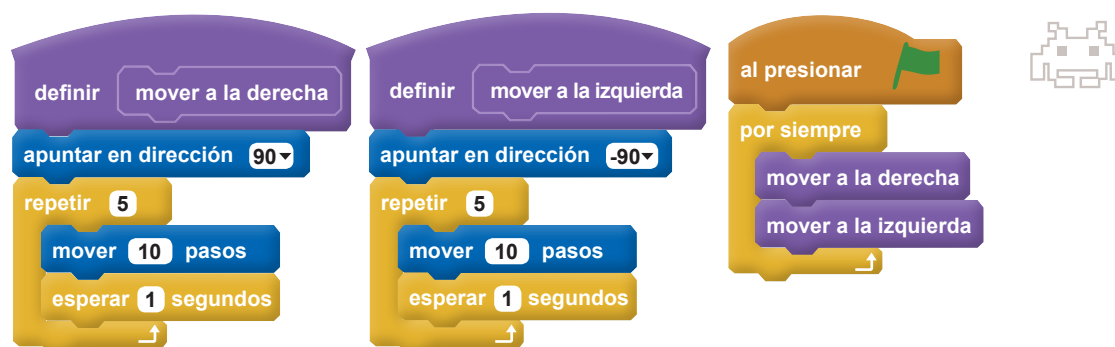 definir mover a la derecha
apuntar en dirección 90
repetir 5
mover 10 pasos
esperar 1 segundos
definir mover a la izquierda
apuntar en dirección -90
repetir 5
mover 10 pasos
esperar 1 segundos
al presionar
por siempre
mover a la derecha
mover a la izquierda